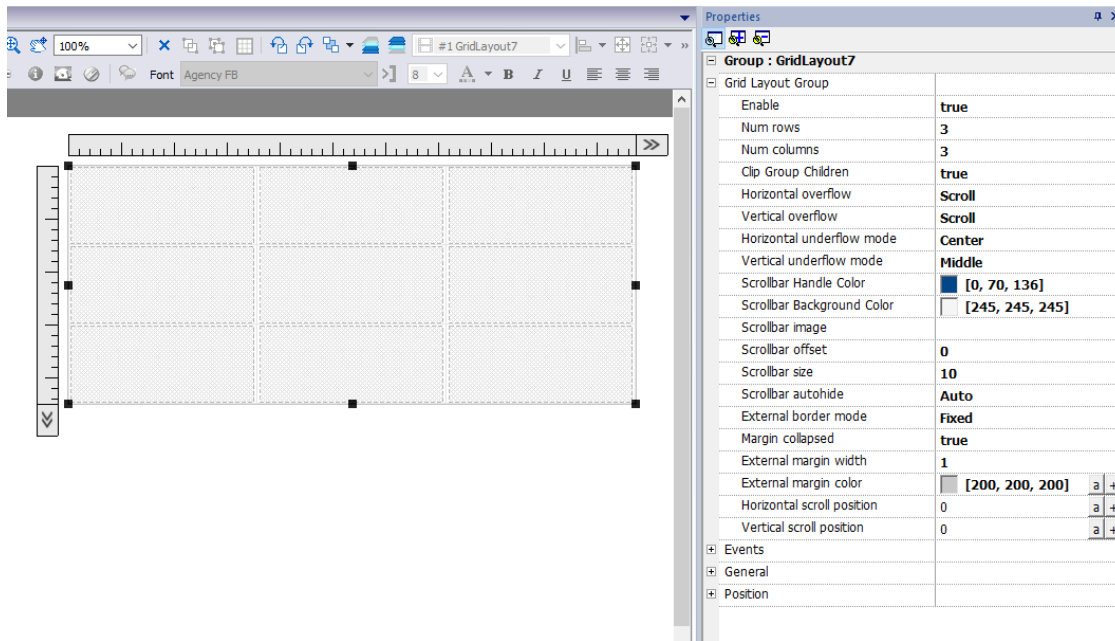 Properties
100%
#1 GridLayout7
Font Agency FB
8
A B I U
Group : GridLayout7
Grid Layout Group
Enable true
Num rows 3
Num columns 3
Clip Group Children true
Horizontal overflow Scroll
Vertical overflow Scroll
Horizontal underflow mode Center
Vertical underflow mode Middle
Scrollbar Handle Color [0, 70, 136]
Scrollbar Background Color [245, 245, 245]
Scrollbar image
Scrollbar offset 0
Scrollbar size 10
Scrollbar autohide Auto
External border mode Fixed
Margin collapsed true
External margin width 1
External margin color [200, 200, 200] a +
Horizontal scroll position 0 a +
Vertical scroll position 0 a +
Events
General
Position